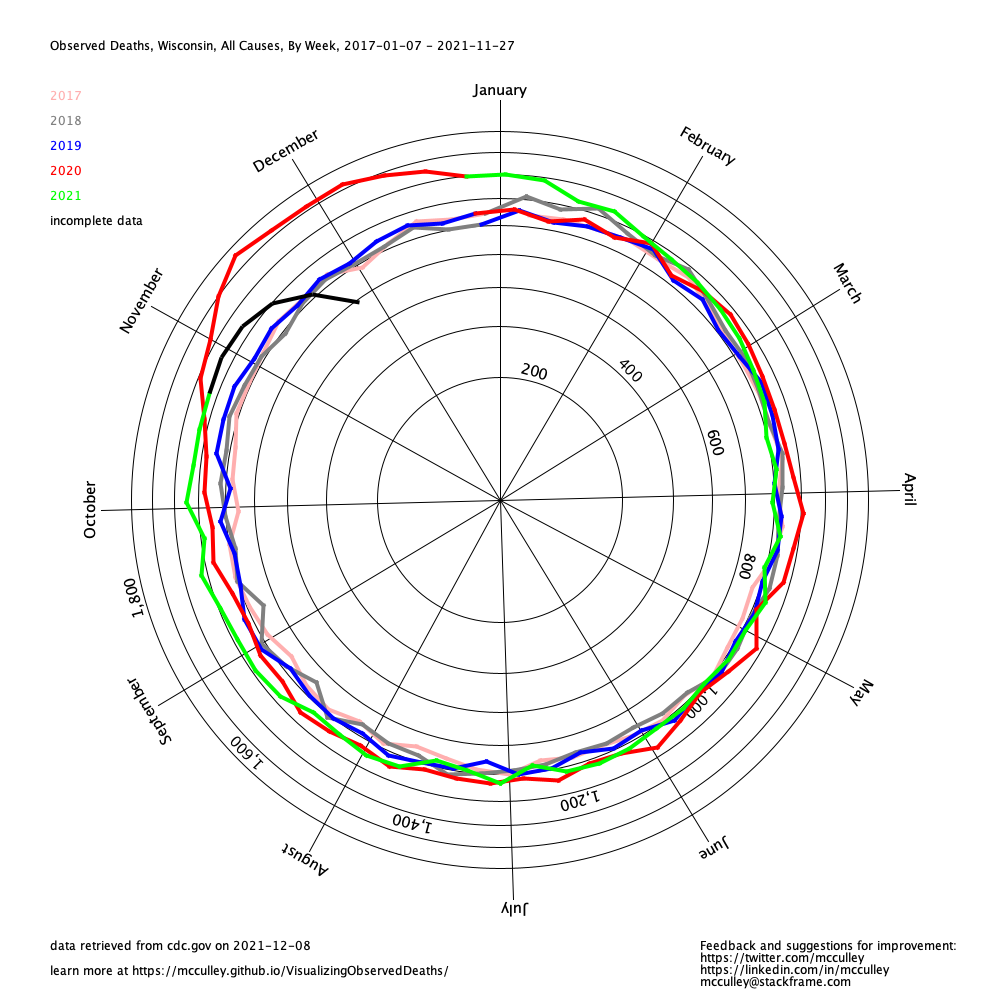 Observed Deaths, Wisconsin, All Causes, By Week, 2017-01-07 - 2021-11-27
2017
2018
2019
2020
2021
incomplete data
January
February
March
April
May
June
July
August
September
October
November
December
200
400
600
800
1,000
1,200
1,400
1,600
1,800
data retrieved from cdc.gov on 2021-12-08
learn more at https://mcculley.github.io/VisualizingObservedDeaths/
Feedback and suggestions for improvement:
https://twitter.com/mcculley
https://linkedin.com/in/mcculley
mcculley@stackframe.com